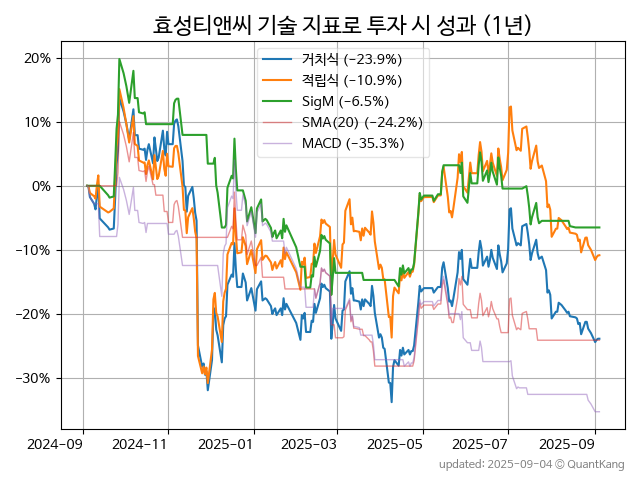 효성티앤씨 기술 지표로 투자 시 성과 (1년)
거치식 (−23.9%)
적립식 (−10.9%)
SigM (−6.5%)
SMA(20) (−24.2%)
MACD (−35.3%)
20%
10%
0%
−10%
−20%
−30%
2024-09 2024-11 2025-01 2025-03 2025-05 2025-07 2025-09
updated: 2025-09-04 © QuantKang